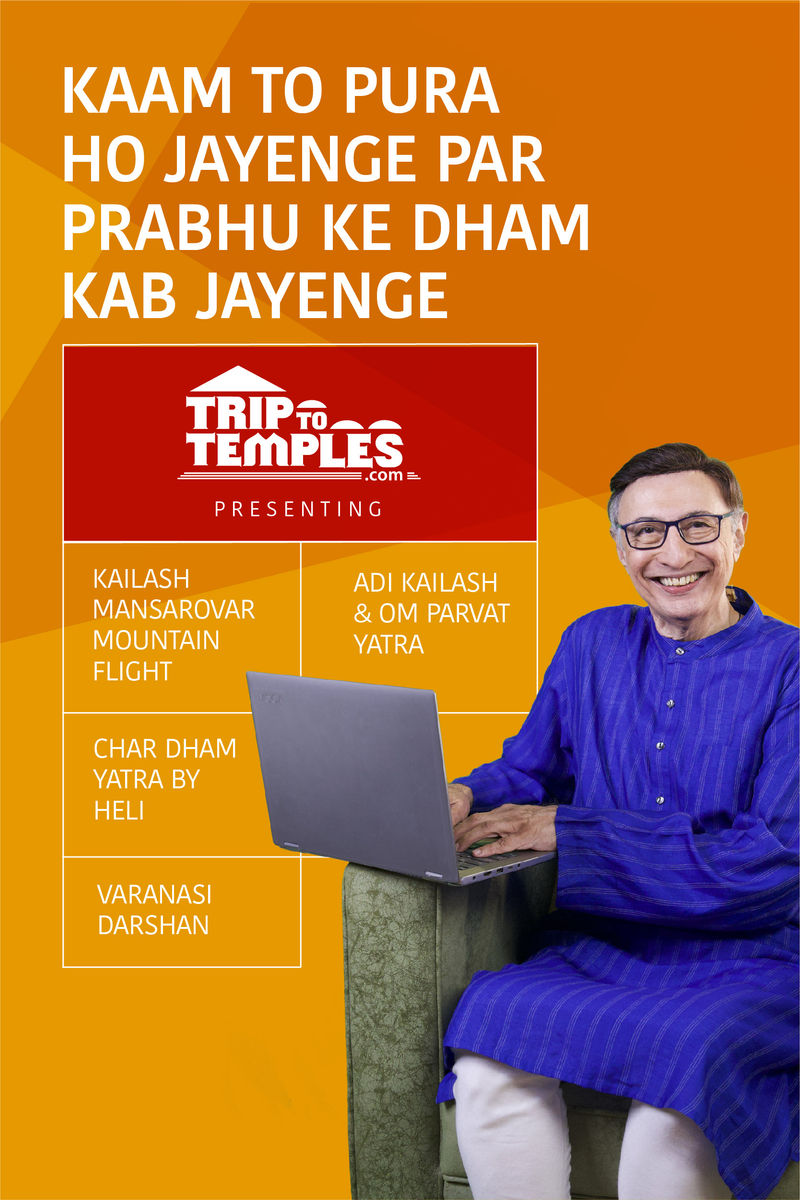 KAAM TO PURA
HO JAYENGE PAR
PRABHU KE DHAM
KAB JAYENGE
TRIP TO
TEMPLES
.com
PRESENTING
KAILASH
MANSAROVAR
MOUNTAIN
FLIGHT
ADI KAILASH
& OM PARVAT
YATRA
CHAR DHAM
YATRA BY
HELI
VARANASI
DARSHAN